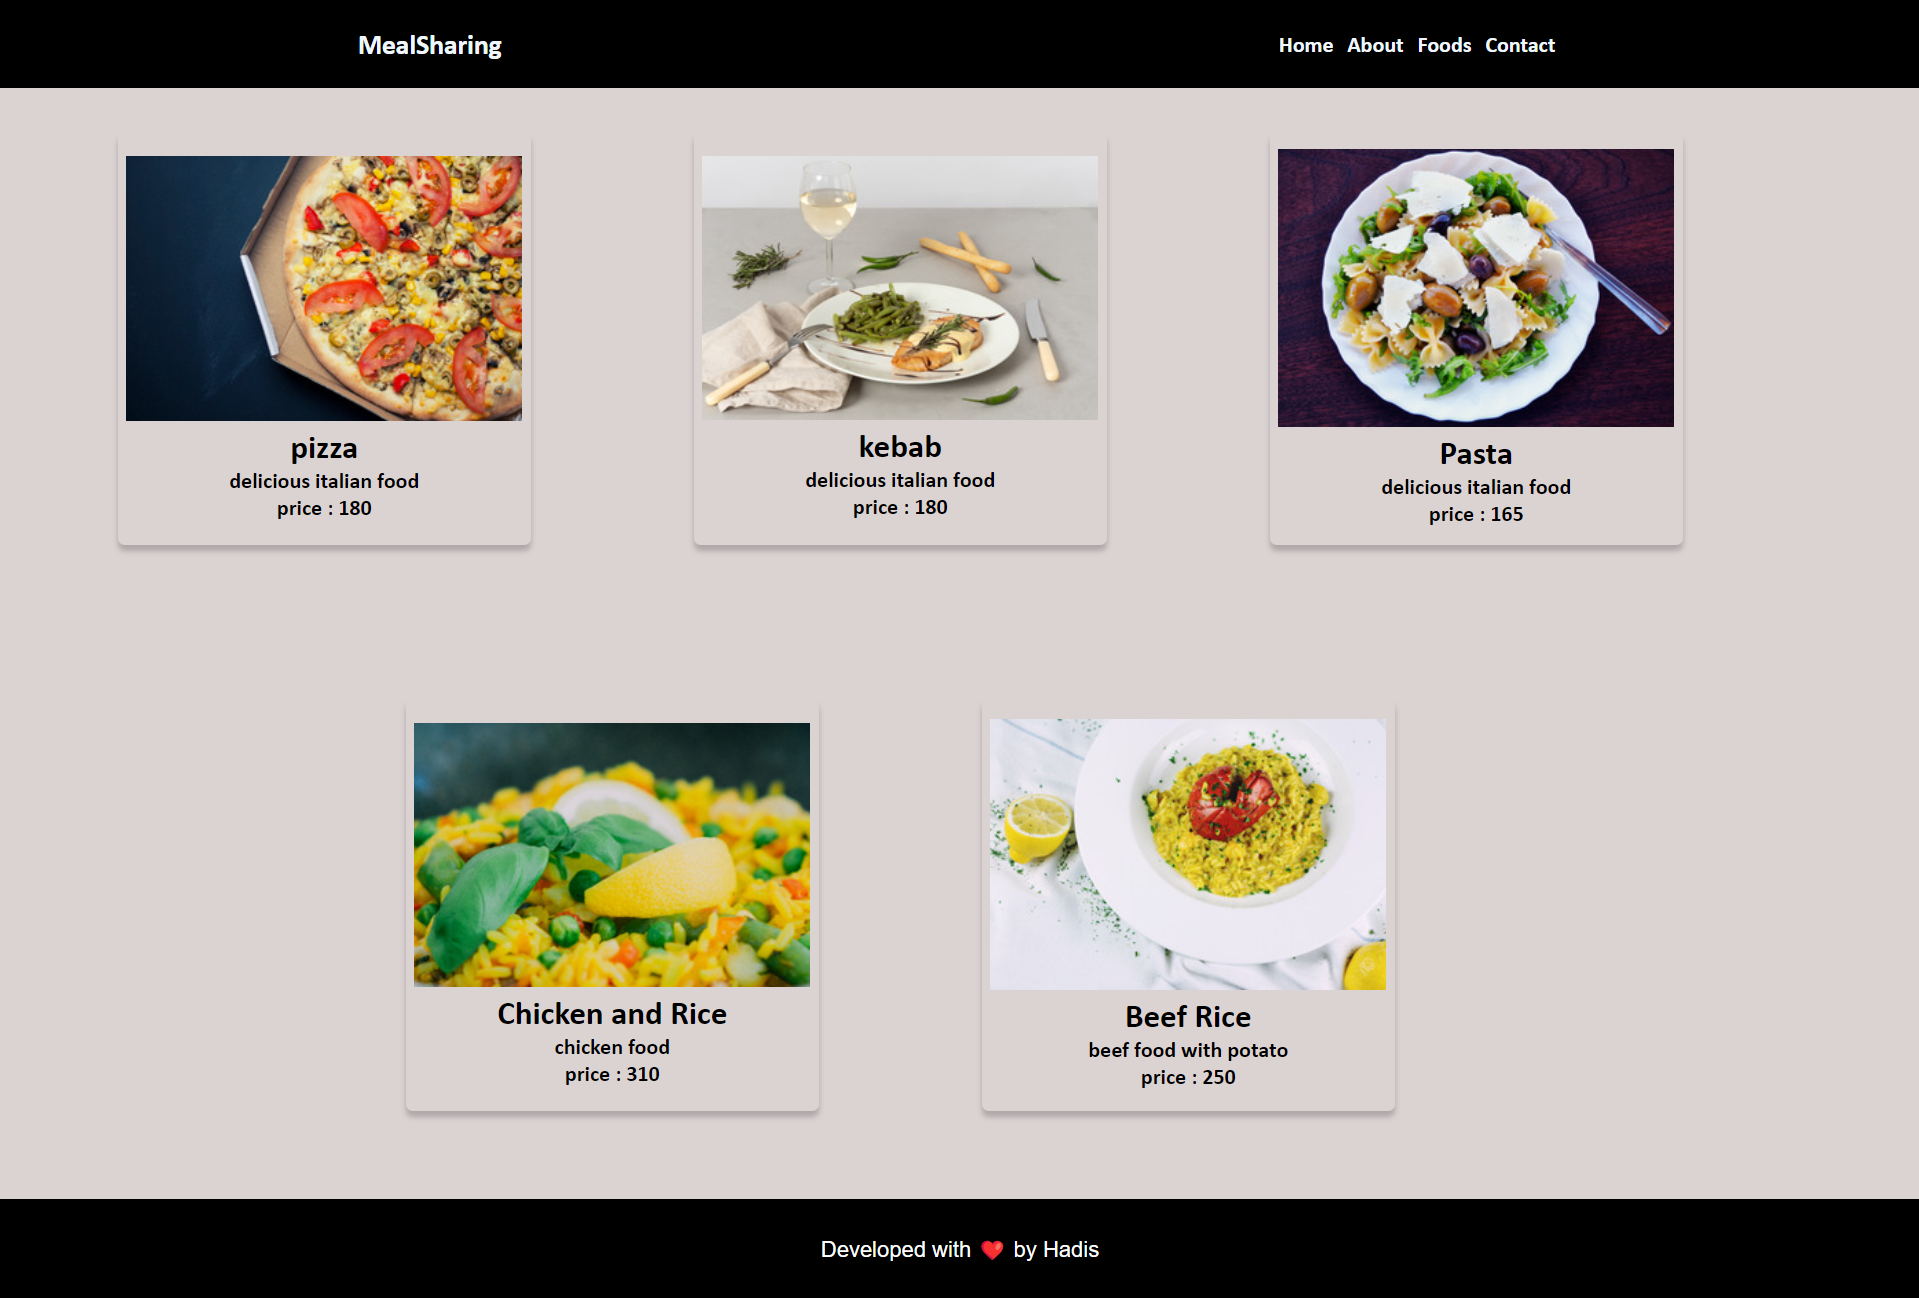 MealSharing
Home About Foods Contact
pizza
delicious italian food
price : 180
kebab
delicious italian food
price : 180
Pasta
delicious italian food
price : 165
Chicken and Rice
chicken food
price : 310
Beef Rice
beef food with potato
price : 250
Developed with ❤️ by Hadis